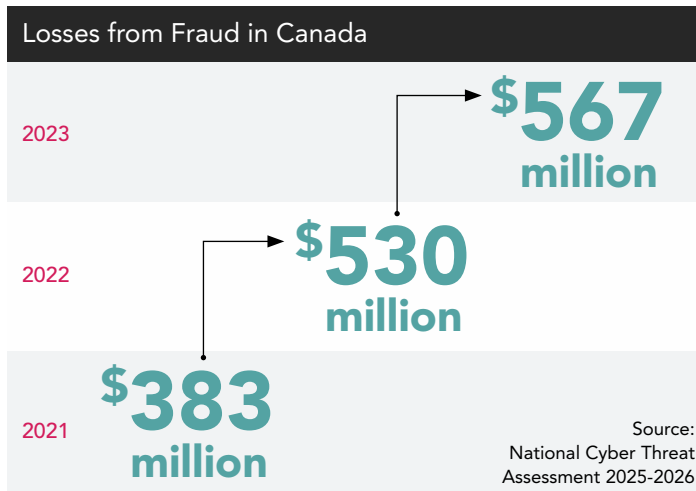 Losses from Fraud in Canada
2023
$567
million
2022
$530
million
2021
$383
million
Source:
National Cyber Threat
Assessment 2025-2026